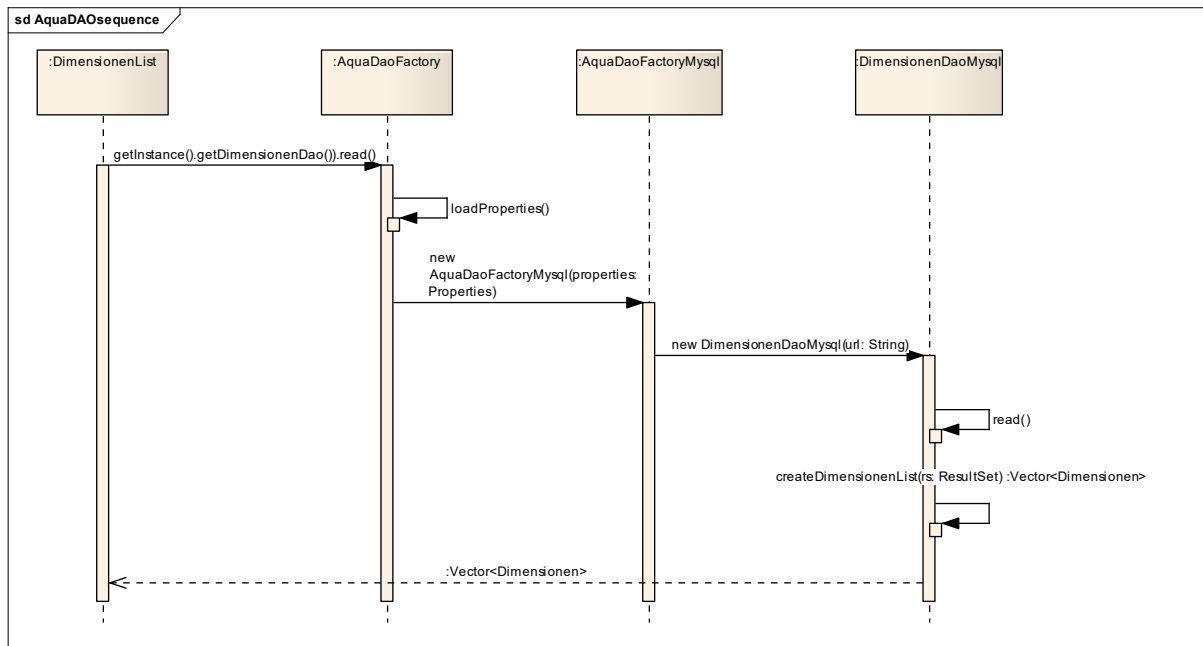 sd AquaDAOsequence
:DimensionenList
:AquaDaoFactory
:AquaDaoFactoryMysql
:DimensionenDaoMysql
getInstance().getDimensionenDao()).read()
loadProperties()
new
AquaDaoFactoryMysql(properties:
Properties)
new DimensionenDaoMysql(url: String)
read()
createDimensionenList(rs: ResultSet) :Vector<Dimensionen>
:Vector<Dimensionen>